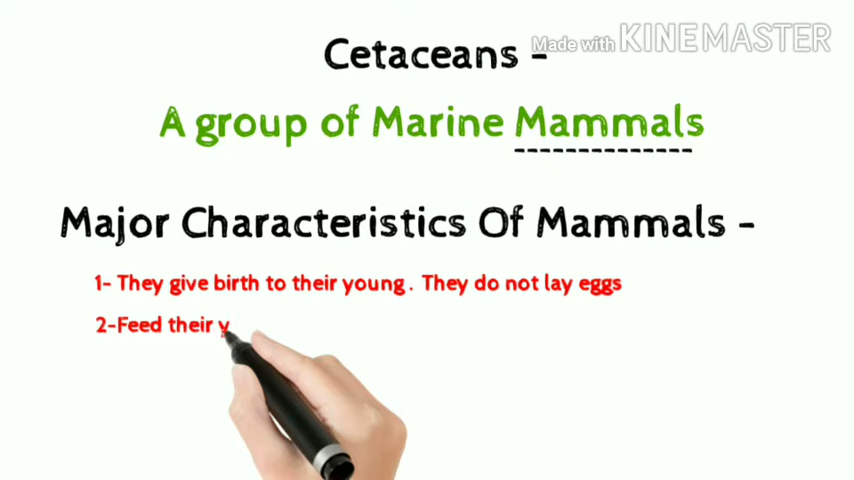 Made with KINEMASTER
Cetaceans -
A group of Marine Mammals
Major Characteristics Of Mammals -
1- They give birth to their young . They do not lay eggs
2-Feed their y